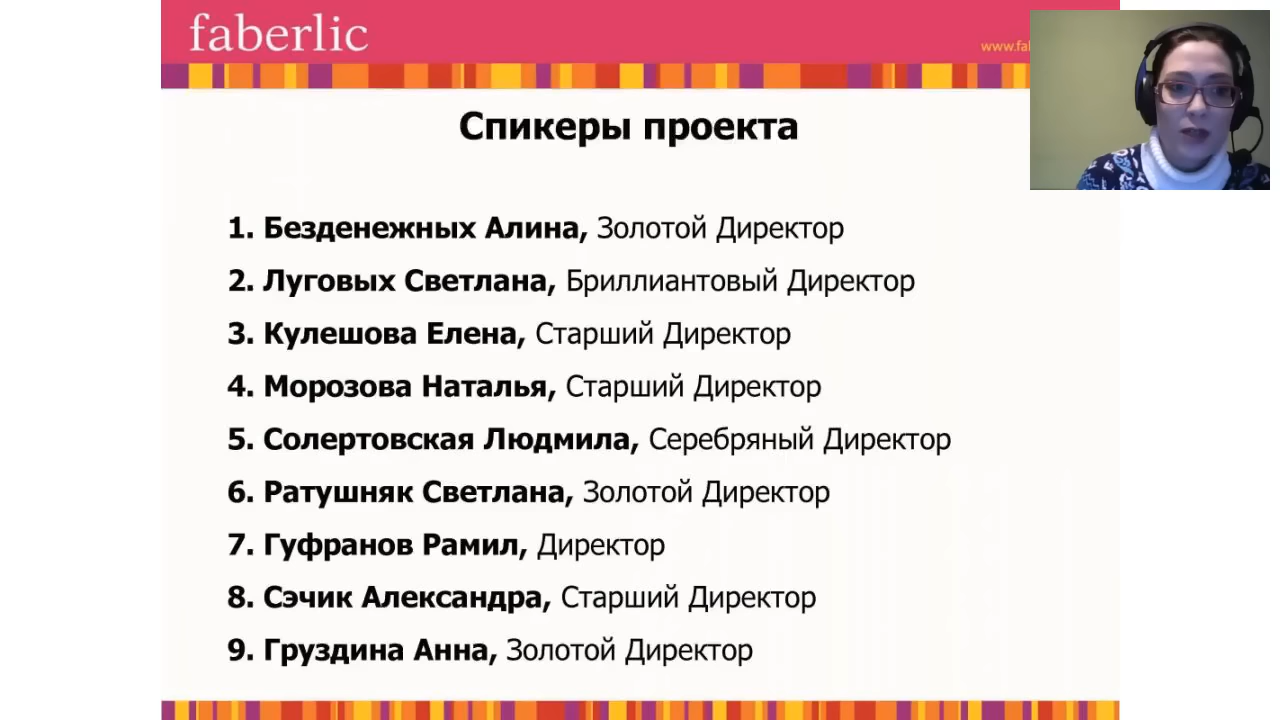 faberlic
www.fa
Спикеры проекта
1. Безденежных Алина, Золотой Директор
2. Луговых Светлана, Бриллиантовый Директор
3. Кулешова Елена, Старший Директор
4. Морозова Наталья, Старший Директор
5. Солертовская Людмила, Серебряный Директор
6. Ратушняк Светлана, Золотой Директор
7. Гуфранов Рамил, Директор
8. Сэчик Александра, Старший Директор
9. Груздина Анна, Золотой Директор